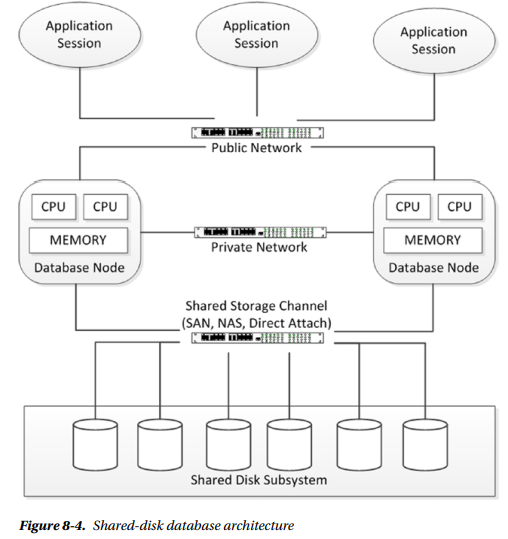 Application
Session
Application
Session
Application
Session
Public Network
CPU CPU
MEMORY
Database Node
Private Network
CPU CPU
MEMORY
Database Node
Shared Storage Channel
(SAN, NAS, Direct Attach)
Shared Disk Subsystem
Figure 8-4. Shared-disk database architecture